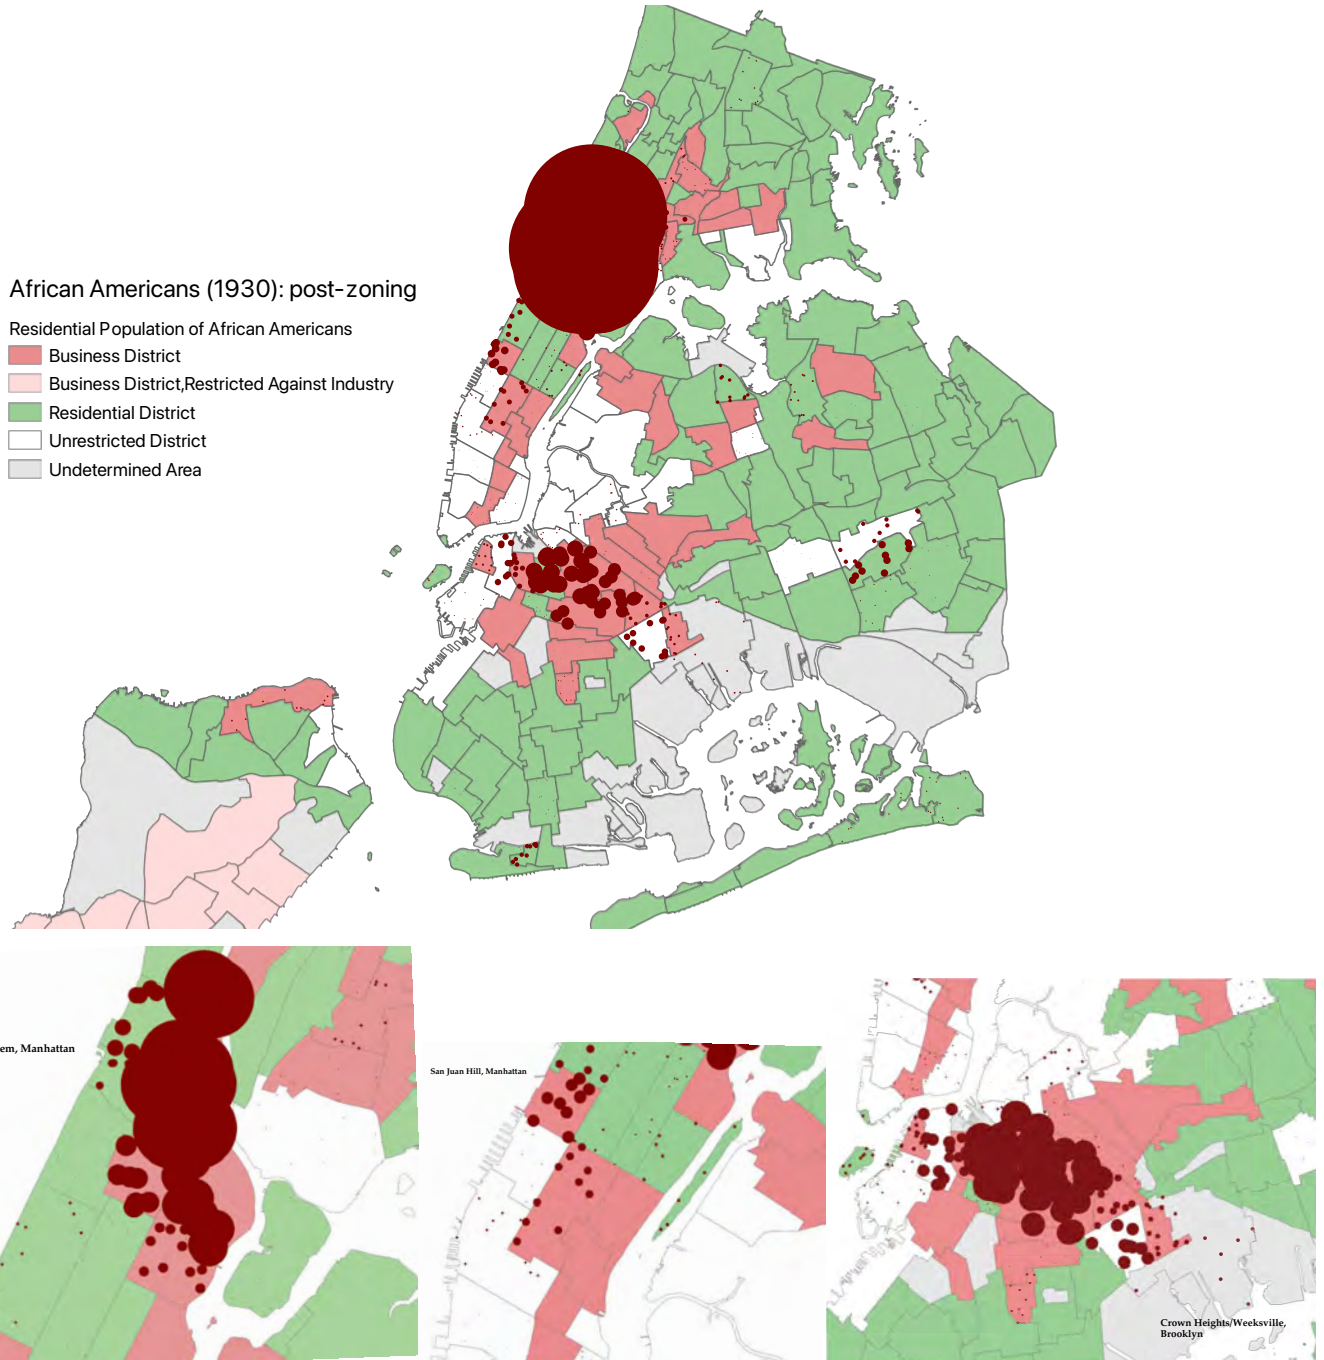 African Americans (1930): post-zoning
Residential Population of African Americans
Business District
Business District,Restricted Against Industry
Residential District
Unrestricted District
Undetermined Area
em, Manhattan
San Juan Hill, Manhattan
Crown Heights/Weeksville,
Brooklyn